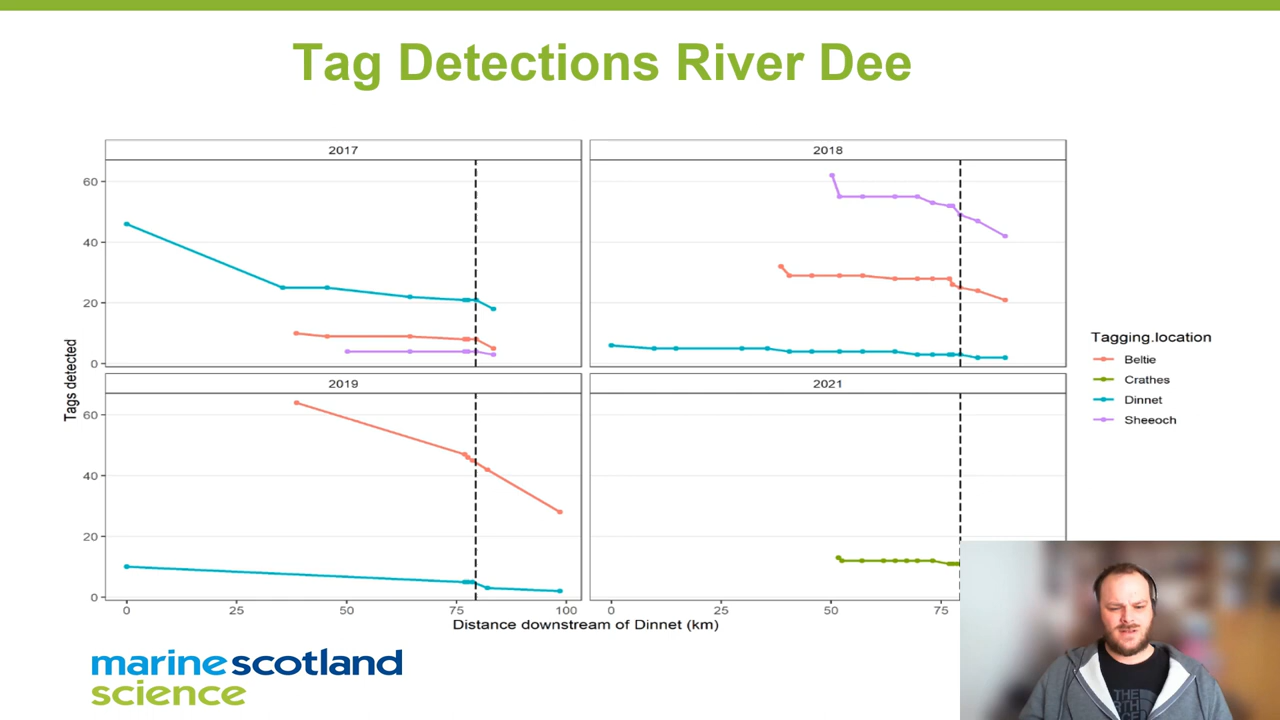 Tag Detections River Dee
2017
2018
60
40
20
0
Tags detected
2019
2021
60
40
20
0
0 25 50 75 100
0 25 50 75
Distance downstream of Dinnet (km)
Tagging.location
Beltie
Crathes
Dinnet
Sheeoch
marinescotland
science
THE